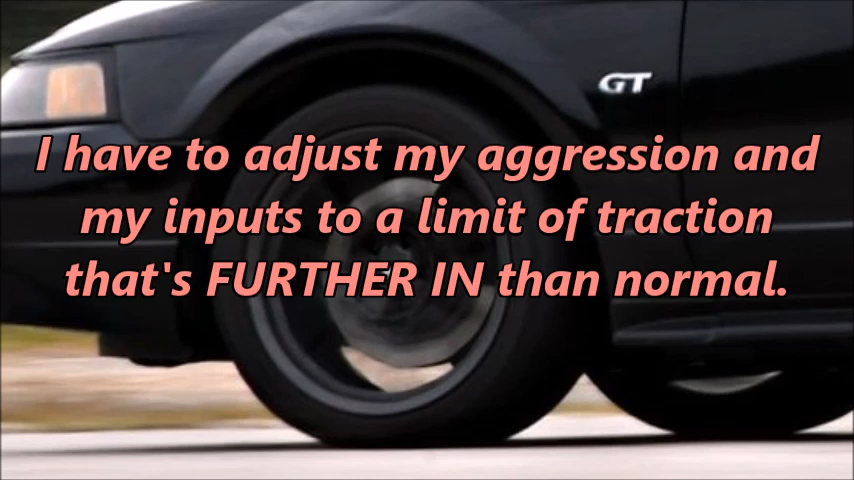 GT
I have to adjust my aggression and
my inputs to a limit of traction
that's FURTHER IN than normal.